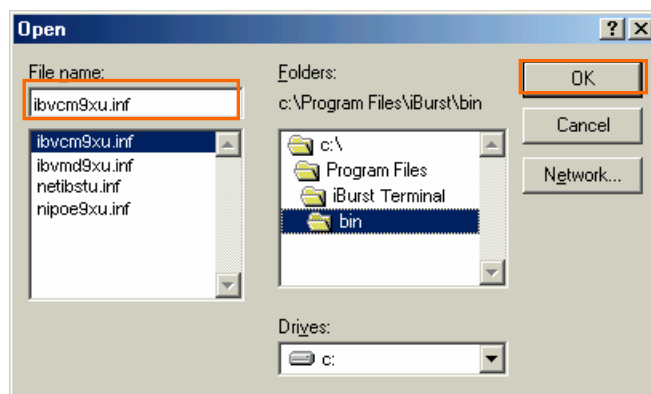 Open
File name:
ibvcm9xu.inf
ibvcm9xu.inf
ibvmd9xu.inf
netibstu.inf
nipoe9xu.inf
Folders:
c:\Program Files\iBurst\bin
c:\
Program Files
iBurst Terminal
bin
Drives:
c:
OK
Cancel
Network...